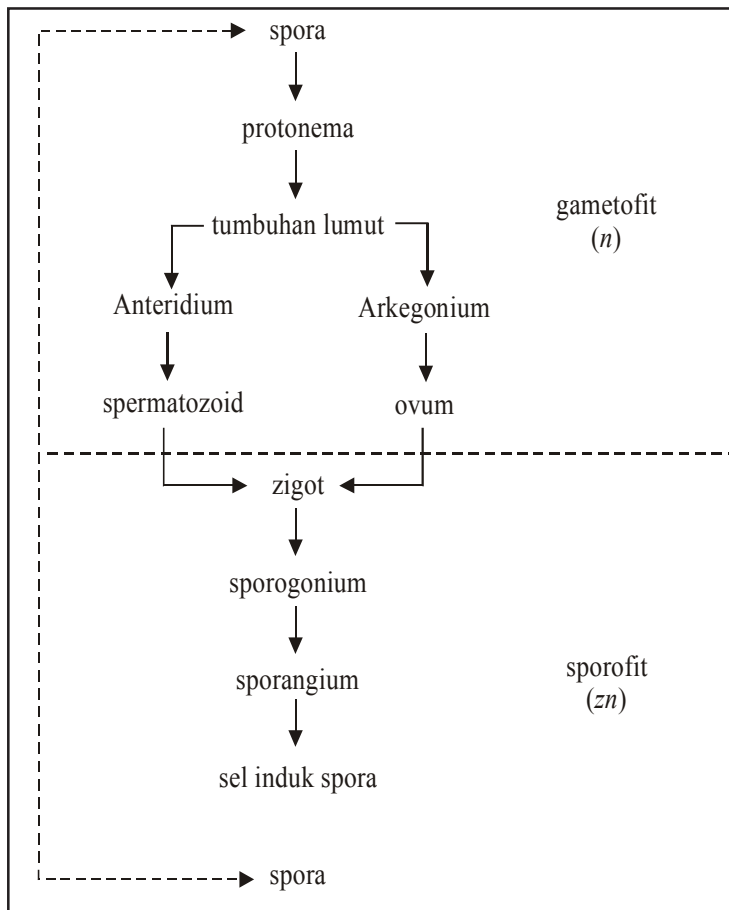 spora
protonema
tumbuhan lumut
gametofit
(n)
Anteridium
Arkegonium
spermatozoid
ovum
zigot
sporogonium
sporangium
sporofit
(zn)
sel induk spora
spora